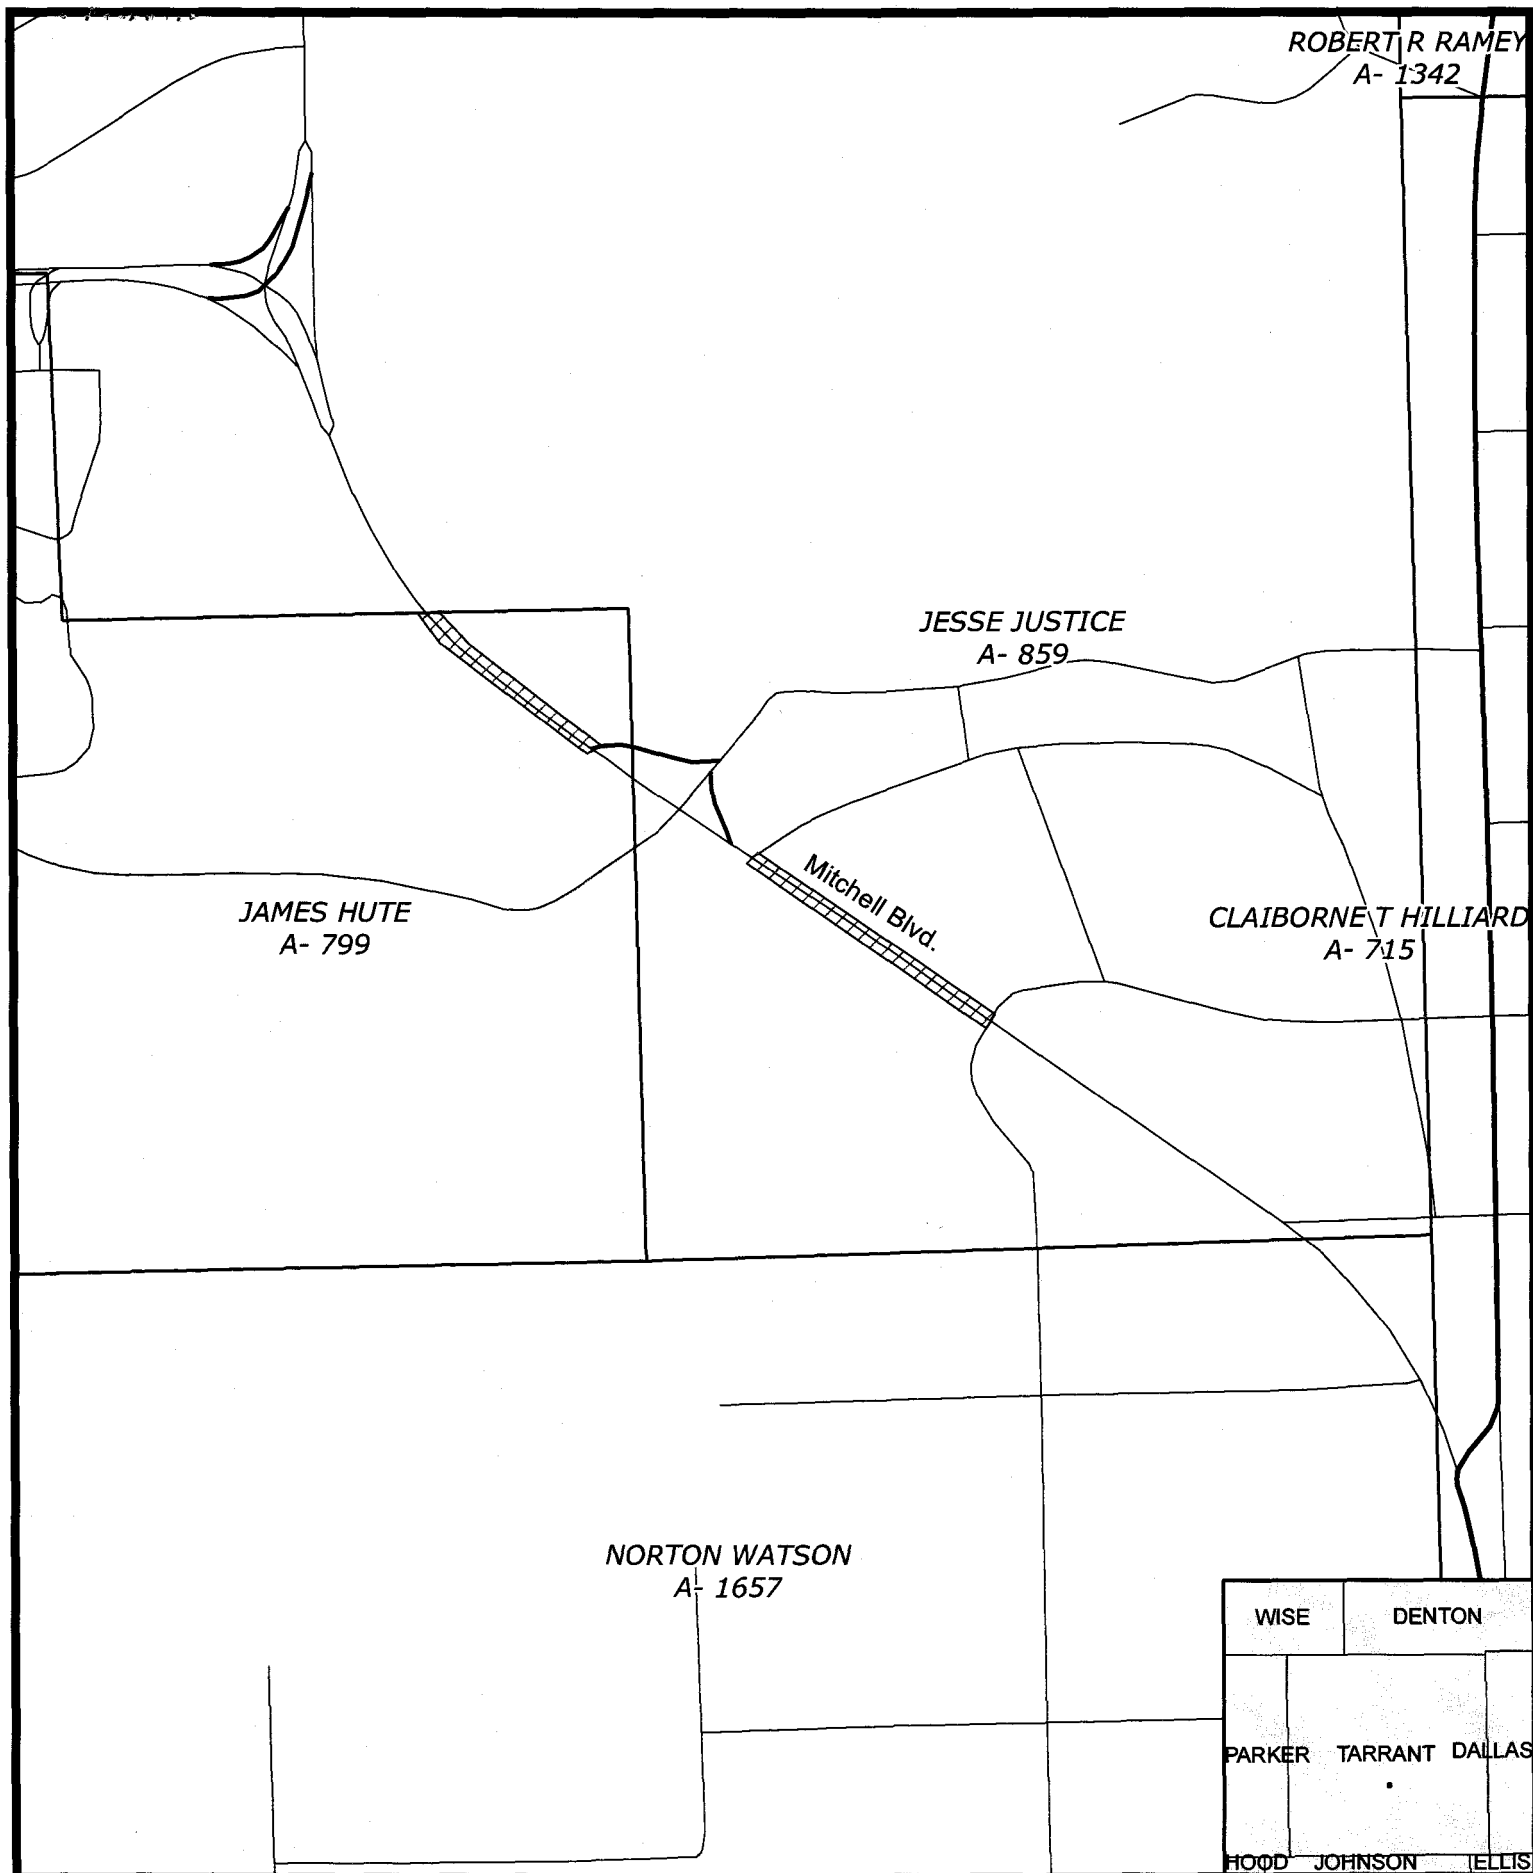 ROBERT R RAMEY
A- 1342
JESSE JUSTICE
A- 859
Mitchell Blvd.
JAMES HUTE
A- 799
CLAIBORNE T HILLIARD
A- 715
NORTON WATSON
A- 1657
WISE DENTON
PARKER TARRANT DALLAS
HOOD JOHNSON ELLIS